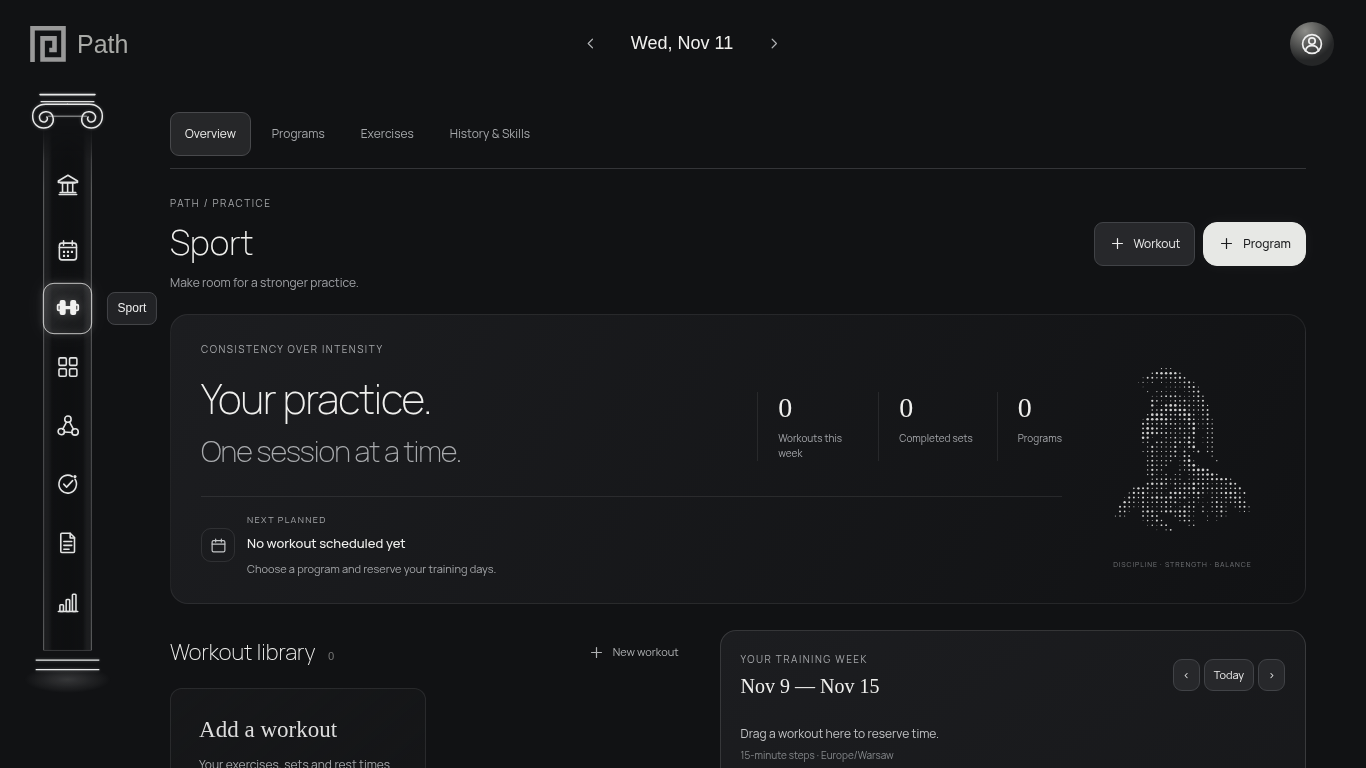 Path
Wed, Nov 11
Overview
Programs
Exercises
History & Skills
PATH / PRACTICE
Sport
Make room for a stronger practice.
Workout
Program
Sport
CONSISTENCY OVER INTENSITY
Your practice.
One session at a time.
0
Workouts this
week
0
Completed sets
0
Programs
NEXT PLANNED
No workout scheduled yet
Choose a program and reserve your training days.
DISCIPLINE · STRENGTH · BALANCE
Workout library 0
New workout
Add a workout
Your exercises, sets and rest times
YOUR TRAINING WEEK
Nov 9 — Nov 15
‹ Today ›
Drag a workout here to reserve time.
15-minute steps · Europe/Warsaw